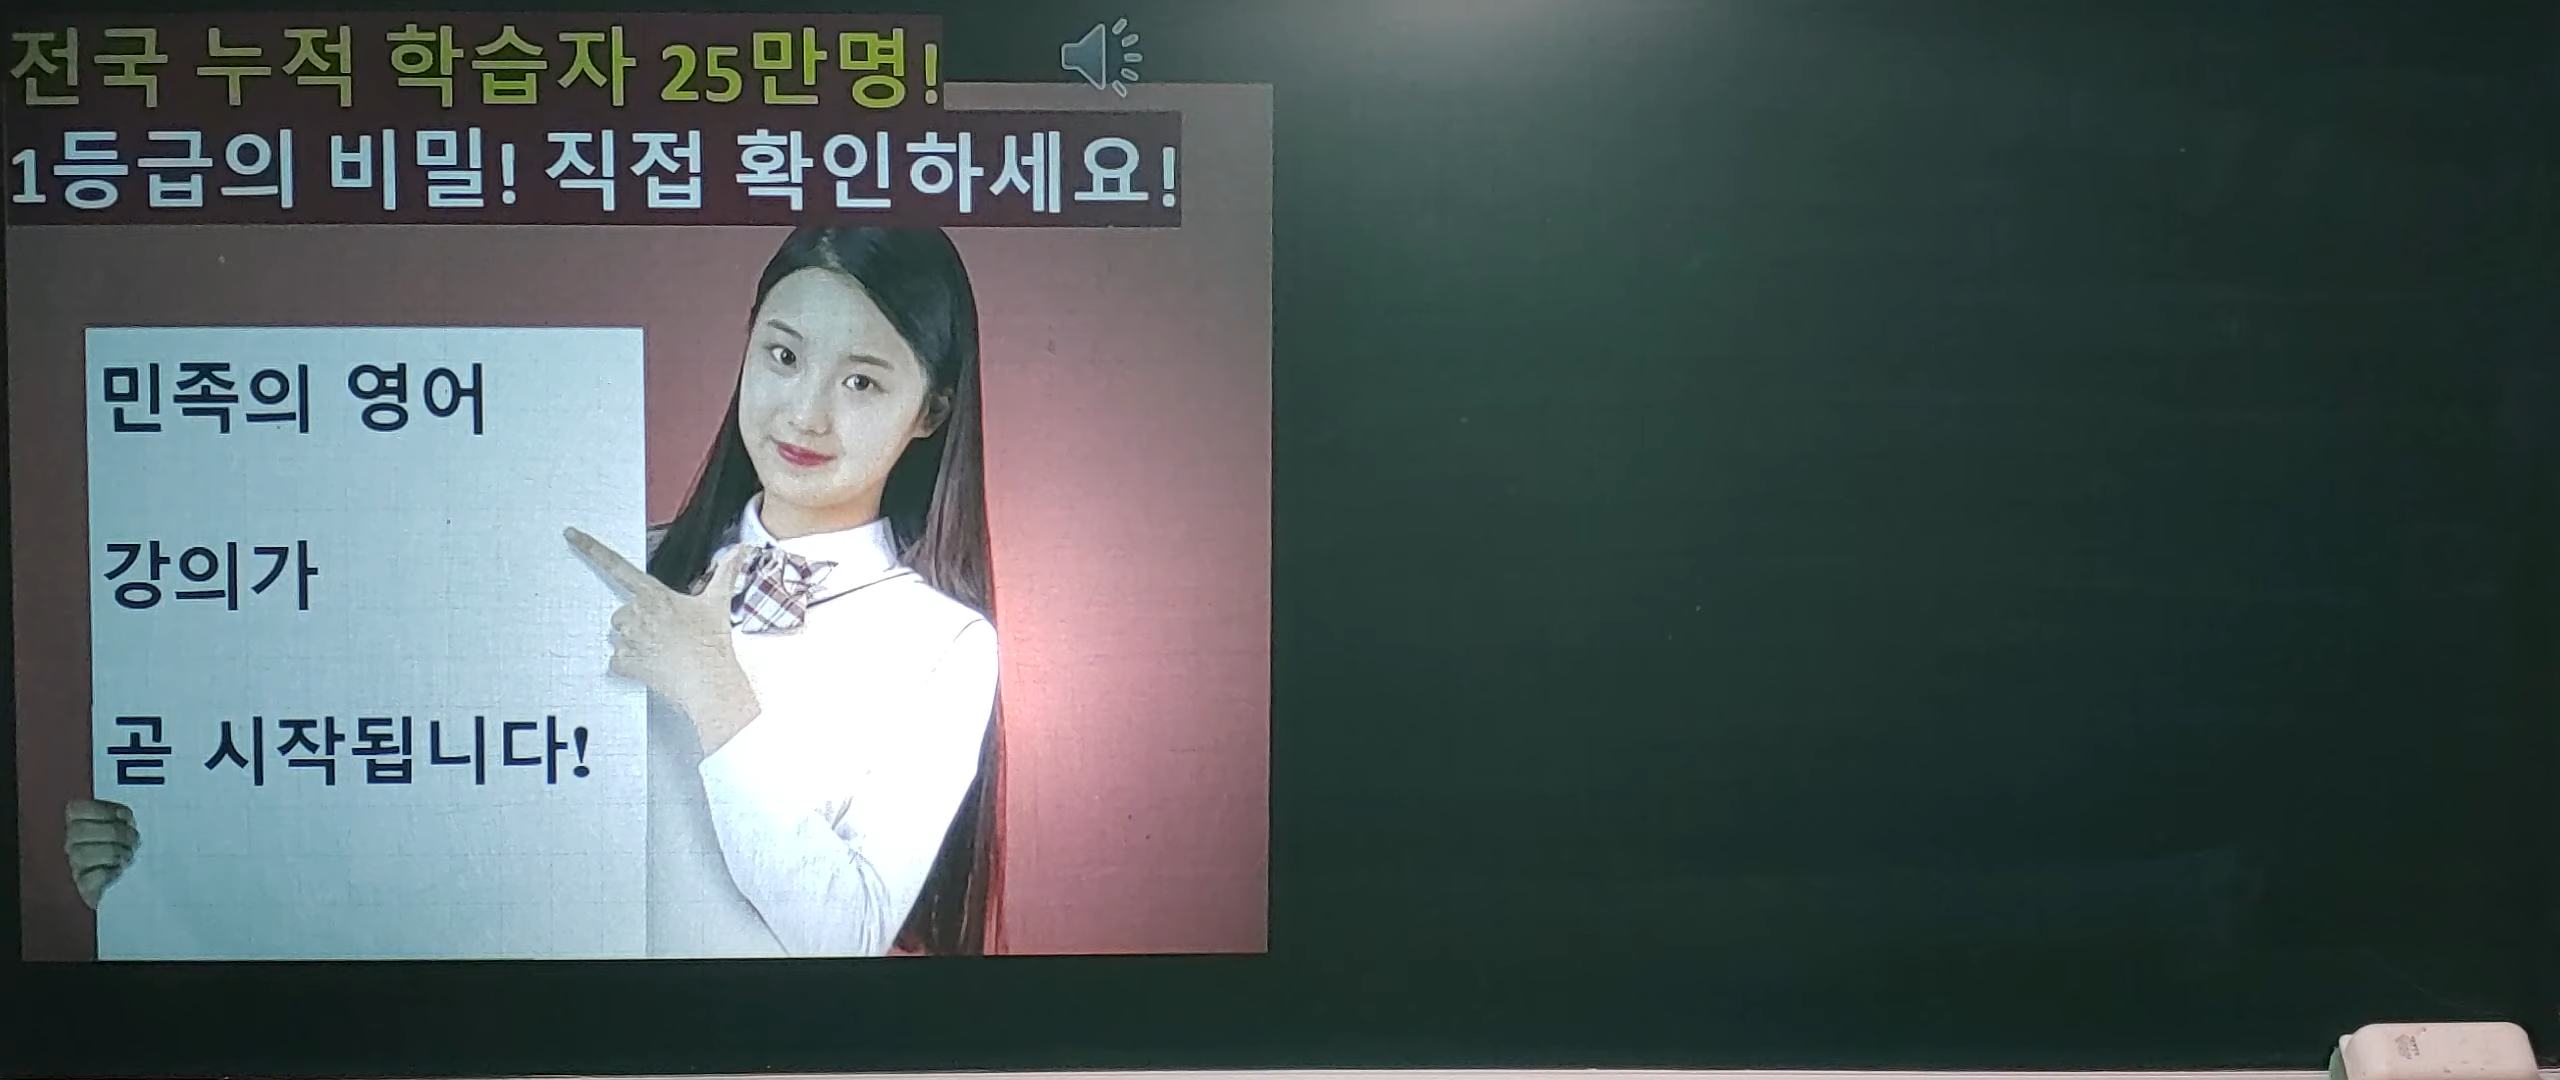 전국 누적 학습자 25만명!
1등급의 비밀! 직접 확인하세요!
민족의 영어
강의가
곧 시작됩니다!